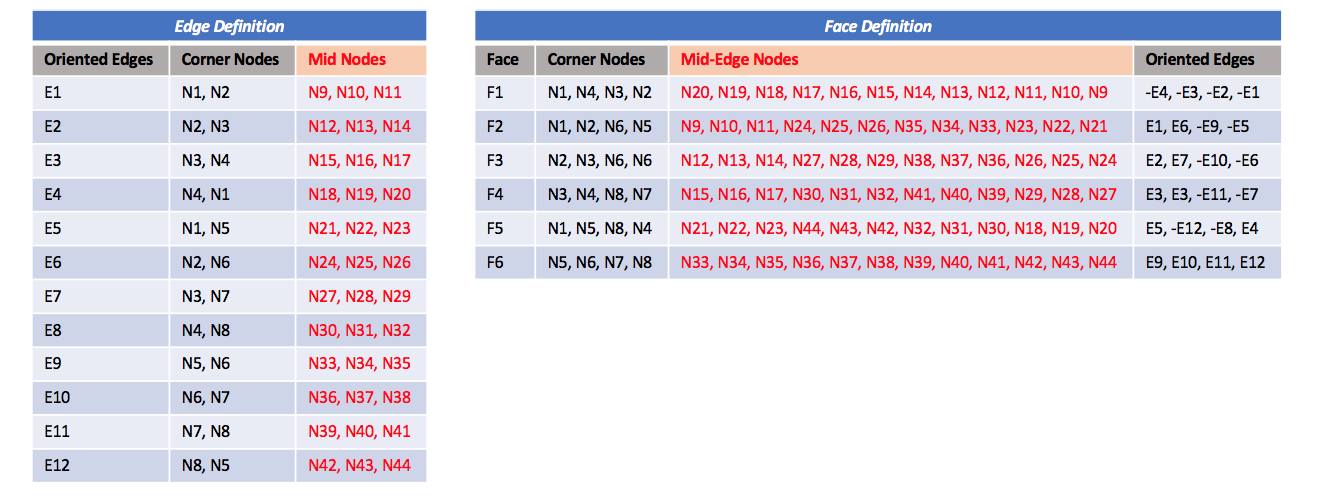 Edge Definition
Oriented Edges Corner Nodes Mid Nodes
E1 N1, N2 N9, N10, N11
E2 N2, N3 N12, N13, N14
E3 N3, N4 N15, N16, N17
E4 N4, N1 N18, N19, N20
E5 N1, N5 N21, N22, N23
E6 N2, N6 N24, N25, N26
E7 N3, N7 N27, N28, N29
E8 N4, N8 N30, N31, N32
E9 N5, N6 N33, N34, N35
E10 N6, N7 N36, N37, N38
E11 N7, N8 N39, N40, N41
E12 N8, N5 N42, N43, N44
Face Definition
Face Corner Nodes Mid-Edge Nodes Oriented Edges
F1 N1, N4, N3, N2 N20, N19, N18, N17, N16, N15, N14, N13, N12, N11, N10, N9 -E4, -E3, -E2, -E1
F2 N1, N2, N6, N5 N9, N10, N11, N24, N25, N26, N35, N34, N33, N23, N22, N21 E1, E6, -E9, -E5
F3 N2, N3, N6, N6 N12, N13, N14, N27, N28, N29, N38, N37, N36, N26, N25, N24 E2, E7, -E10, -E6
F4 N3, N4, N8, N7 N15, N16, N17, N30, N31, N32, N41, N40, N39, N29, N28, N27 E3, E3, -E11, -E7
F5 N1, N5, N8, N4 N21, N22, N23, N44, N43, N42, N32, N31, N30, N18, N19, N20 E5, -E12, -E8, E4
F6 N5, N6, N7, N8 N33, N34, N35, N36, N37, N38, N39, N40, N41, N42, N43, N44 E9, E10, E11, E12